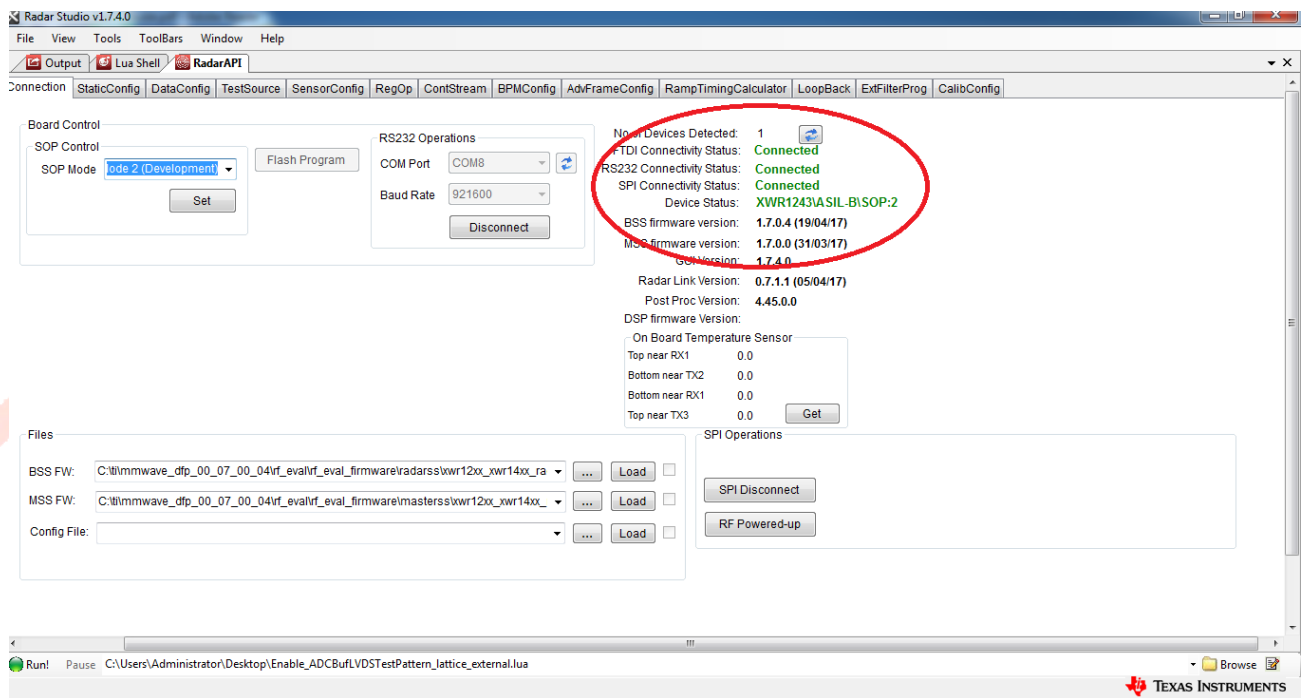 Radar Studio v1.7.4.0
File View Tools ToolBars Window Help
Output Lua Shell RadarAPI
Connection StaticConfig DataConfig TestSource SensorConfig RegOp ContStream BPMConfig AdvFrameConfig RampTimingCalculator LoopBack ExtFilterProg CalibConfig
Board Control
SOP Control
SOP Mode ode 2 (Development)
Set
Flash Program
RS232 Operations
COM Port COM8
Baud Rate 921600
Disconnect
No. of Devices Detected: 1
FTDI Connectivity Status: Connected
RS232 Connectivity Status: Connected
SPI Connectivity Status: Connected
Device Status: XWR1243\ASIL-B\SOP:2
BSS firmware version: 1.7.0.4 (19/04/17)
MSS firmware version: 1.7.0.0 (31/03/17)
GUI Version: 1.7.4.0
Radar Link Version: 0.7.1.1 (05/04/17)
Post Proc Version: 4.45.0.0
DSP firmware Version:
On Board Temperature Sensor
Top near RX1 0.0
Bottom near TX2 0.0
Bottom near RX1 0.0
Top near TX3 0.0
Get
Files
BSS FW: C:\ti\mmwave_dfp_00_07_00_04\rf_eval\rf_eval_firmware\radarss\xwr12xx_xwr14xx_ra ... Load
MSS FW: C:\ti\mmwave_dfp_00_07_00_04\rf_eval\rf_eval_firmware\masterss\xwr12xx_xwr14xx_ ... Load
Config File: ... Load
SPI Operations
SPI Disconnect
RF Powered-up
Run! Pause C:\Users\Administrator\Desktop\Enable_ADCBufLVDSTestPattern_lattice_external.lua Browse
TEXAS INSTRUMENTS